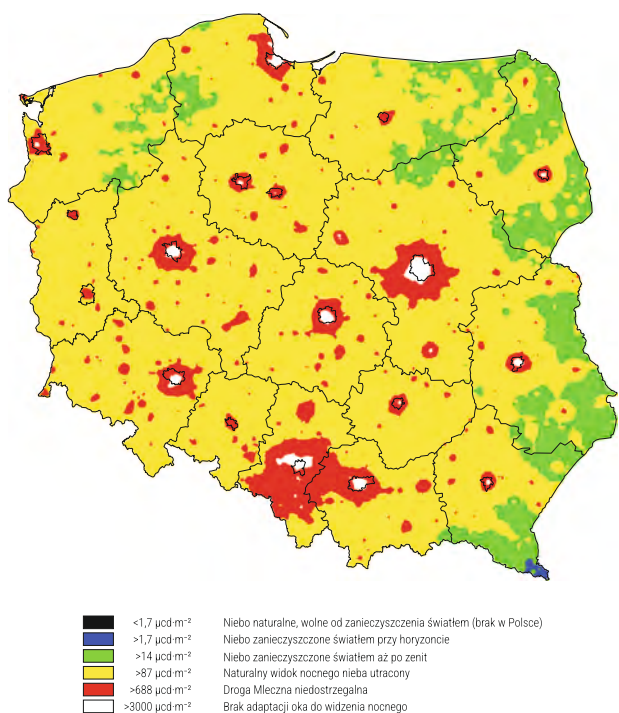 <1,7 µcd·m⁻² Niebo naturalne, wolne od zanieczyszczenia światłem (brak w Polsce)
>1,7 µcd·m⁻² Niebo zanieczyszczone światłem przy horyzoncie
>14 µcd·m⁻² Niebo zanieczyszczone światłem aż po zenit
>87 µcd·m⁻² Naturalny widok nocnego nieba utracony
>688 µcd·m⁻² Droga Mleczna niedostrzegalna
>3000 µcd·m⁻² Brak adaptacji oka do widzenia nocnego